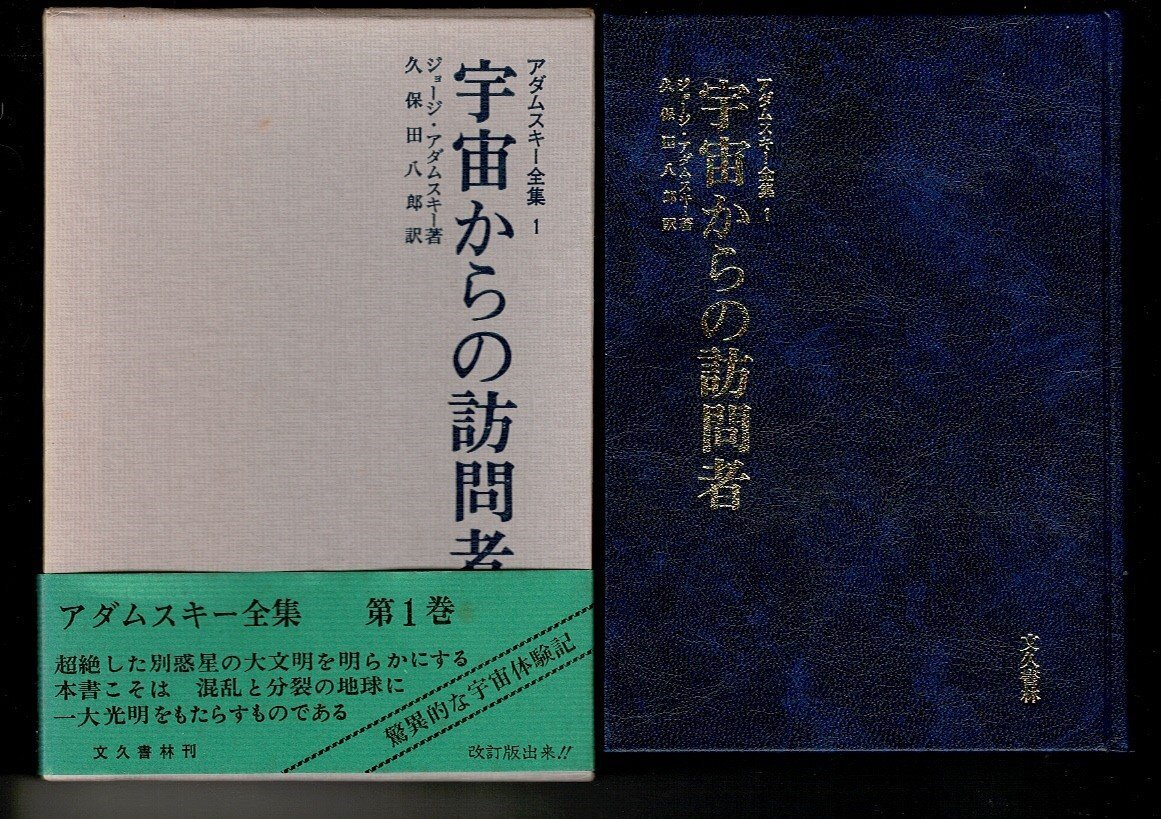 アダムスキー全集 1
宇宙からの訪問者
ジョージ・アダムスキー著
久保田八郎訳
アダムスキー全集 第1巻
超絶した別惑星の大文明を明らかにする
本書こそは 混乱と分裂の地球に
一大光明をもたらすものである
驚異的な宇宙体験記
文久書林刊
改訂版出来!!
アダムスキー全集 1
宇宙からの訪問者
ジョージ・アダムスキー著
久保田八郎訳
文久書林